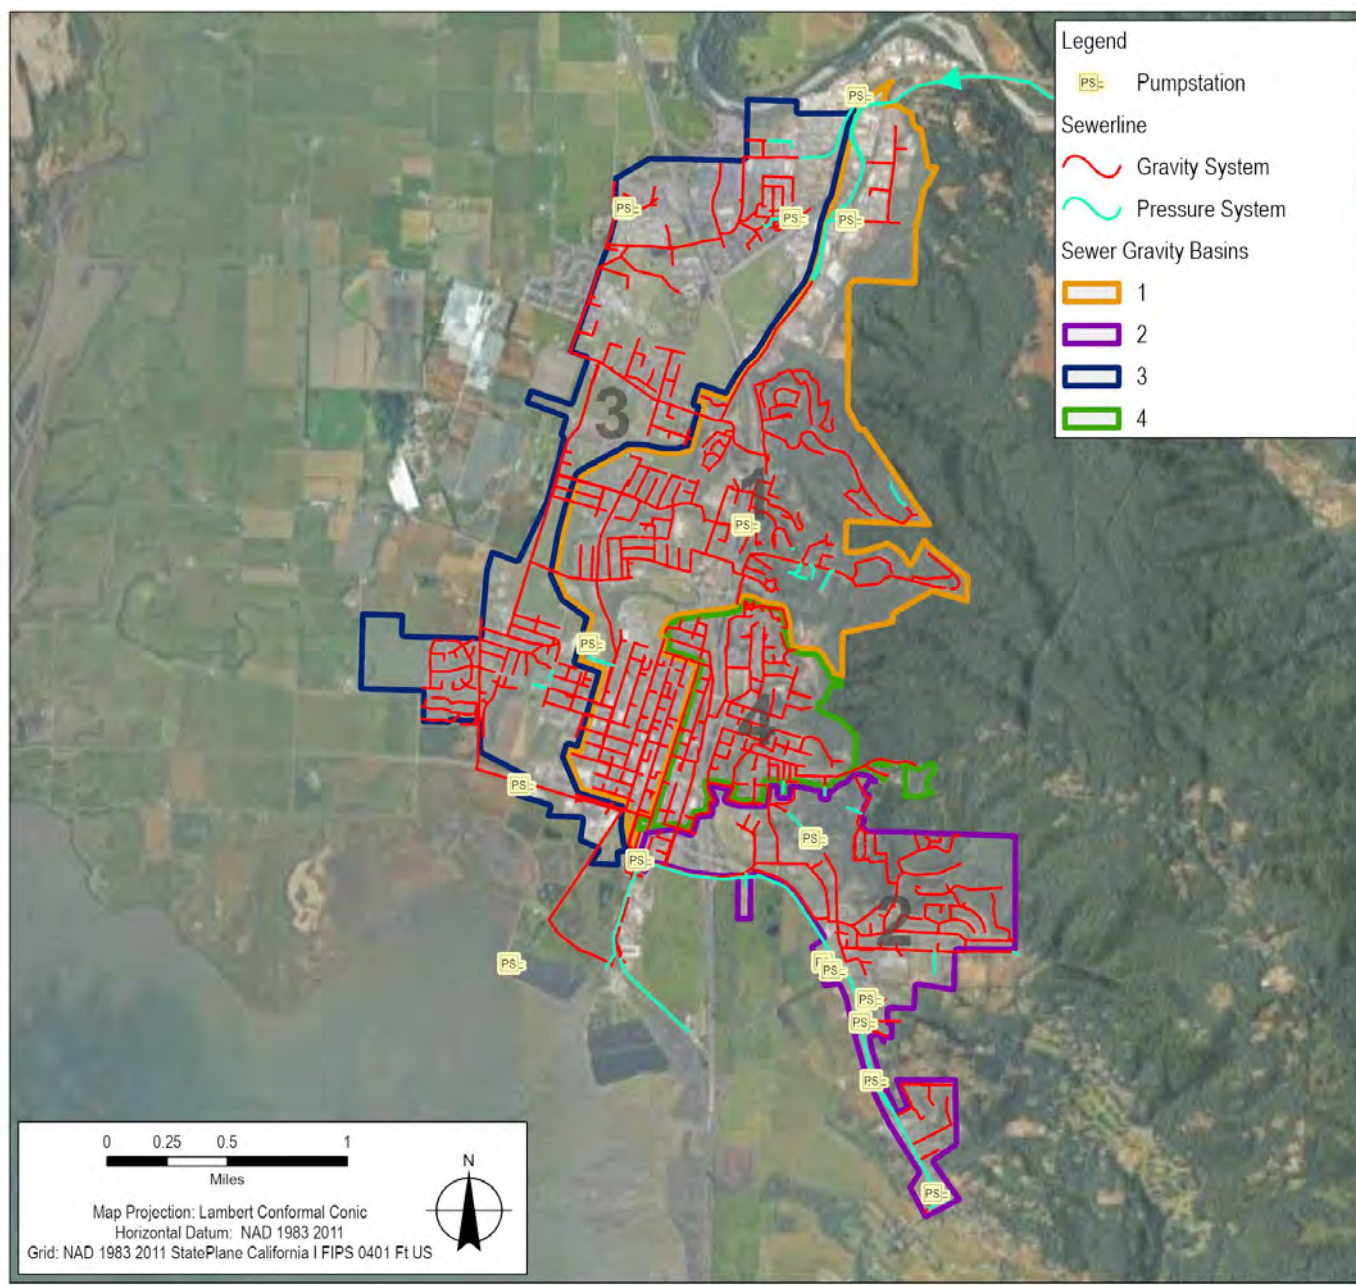 Legend
PS Pumpstation
Sewerline
Gravity System
Pressure System
Sewer Gravity Basins
1
2
3
4
PS
PS
PS
PS
3
1
PS
PS
4
PS
PS
PS
2
PS
PS
PS
PS
PS
PS
PS
0 0.25 0.5 1
Miles
N
Map Projection: Lambert Conformal Conic
Horizontal Datum: NAD 1983 2011
Grid: NAD 1983 2011 StatePlane California I FIPS 0401 Ft US